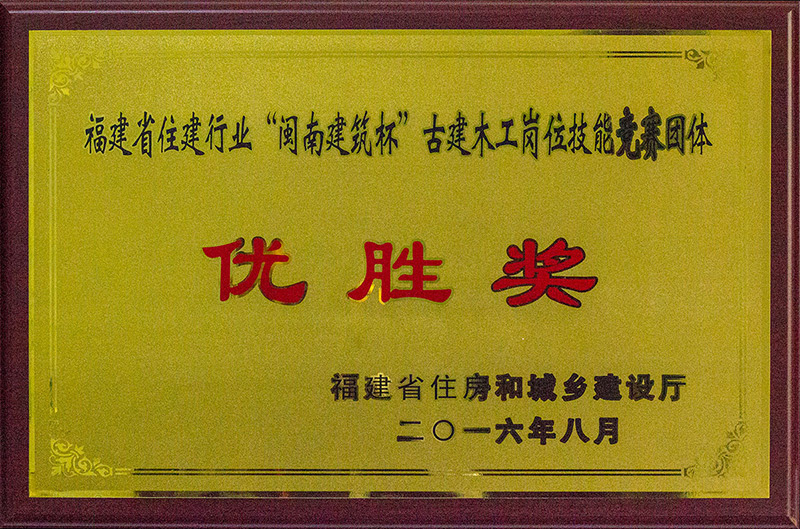 福建省住建行业“闽南建筑杯”古建木工岗位技能竞赛团体
优胜奖
福建省住房和城乡建设厅
二〇一六年八月